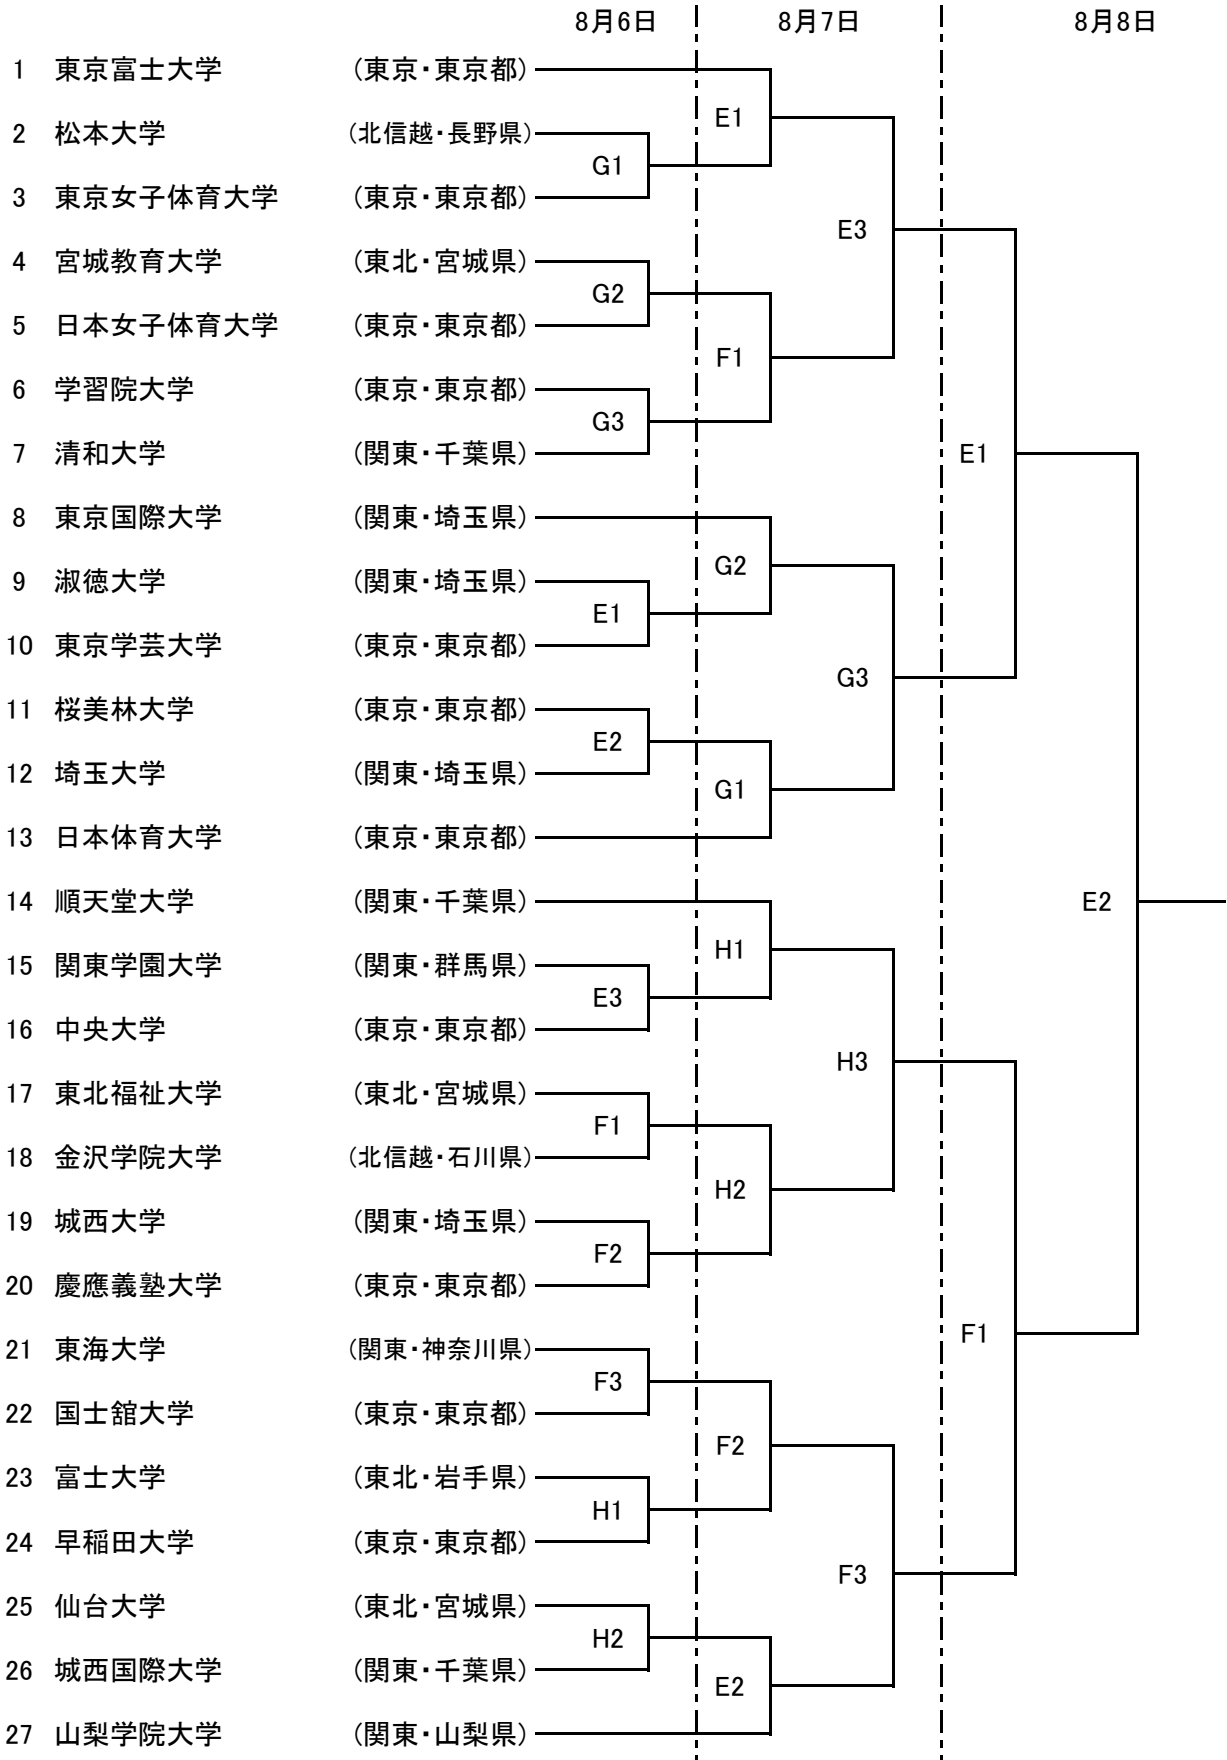 8月6日 8月7日 8月8日
1 東京富士大学 (東京・東京都)
E1
2 松本大学 (北信越・長野県)
G1
3 東京女子体育大学 (東京・東京都)
E3
4 宮城教育大学 (東北・宮城県)
G2
5 日本女子体育大学 (東京・東京都)
F1
6 学習院大学 (東京・東京都)
G3
7 清和大学 (関東・千葉県)
E1
8 東京国際大学 (関東・埼玉県)
G2
9 淑徳大学 (関東・埼玉県)
E1
10 東京学芸大学 (東京・東京都)
G3
11 桜美林大学 (東京・東京都)
E2
12 埼玉大学 (関東・埼玉県)
G1
13 日本体育大学 (東京・東京都)
14 順天堂大学 (関東・千葉県)
E2
H1
15 関東学園大学 (関東・群馬県)
E3
16 中央大学 (東京・東京都)
H3
17 東北福祉大学 (東北・宮城県)
F1
18 金沢学院大学 (北信越・石川県)
H2
19 城西大学 (関東・埼玉県)
F2
20 慶應義塾大学 (東京・東京都)
F1
21 東海大学 (関東・神奈川県)
F3
22 国士舘大学 (東京・東京都)
F2
23 富士大学 (東北・岩手県)
H1
24 早稲田大学 (東京・東京都)
F3
25 仙台大学 (東北・宮城県)
H2
26 城西国際大学 (関東・千葉県)
E2
27 山梨学院大学 (関東・山梨県)